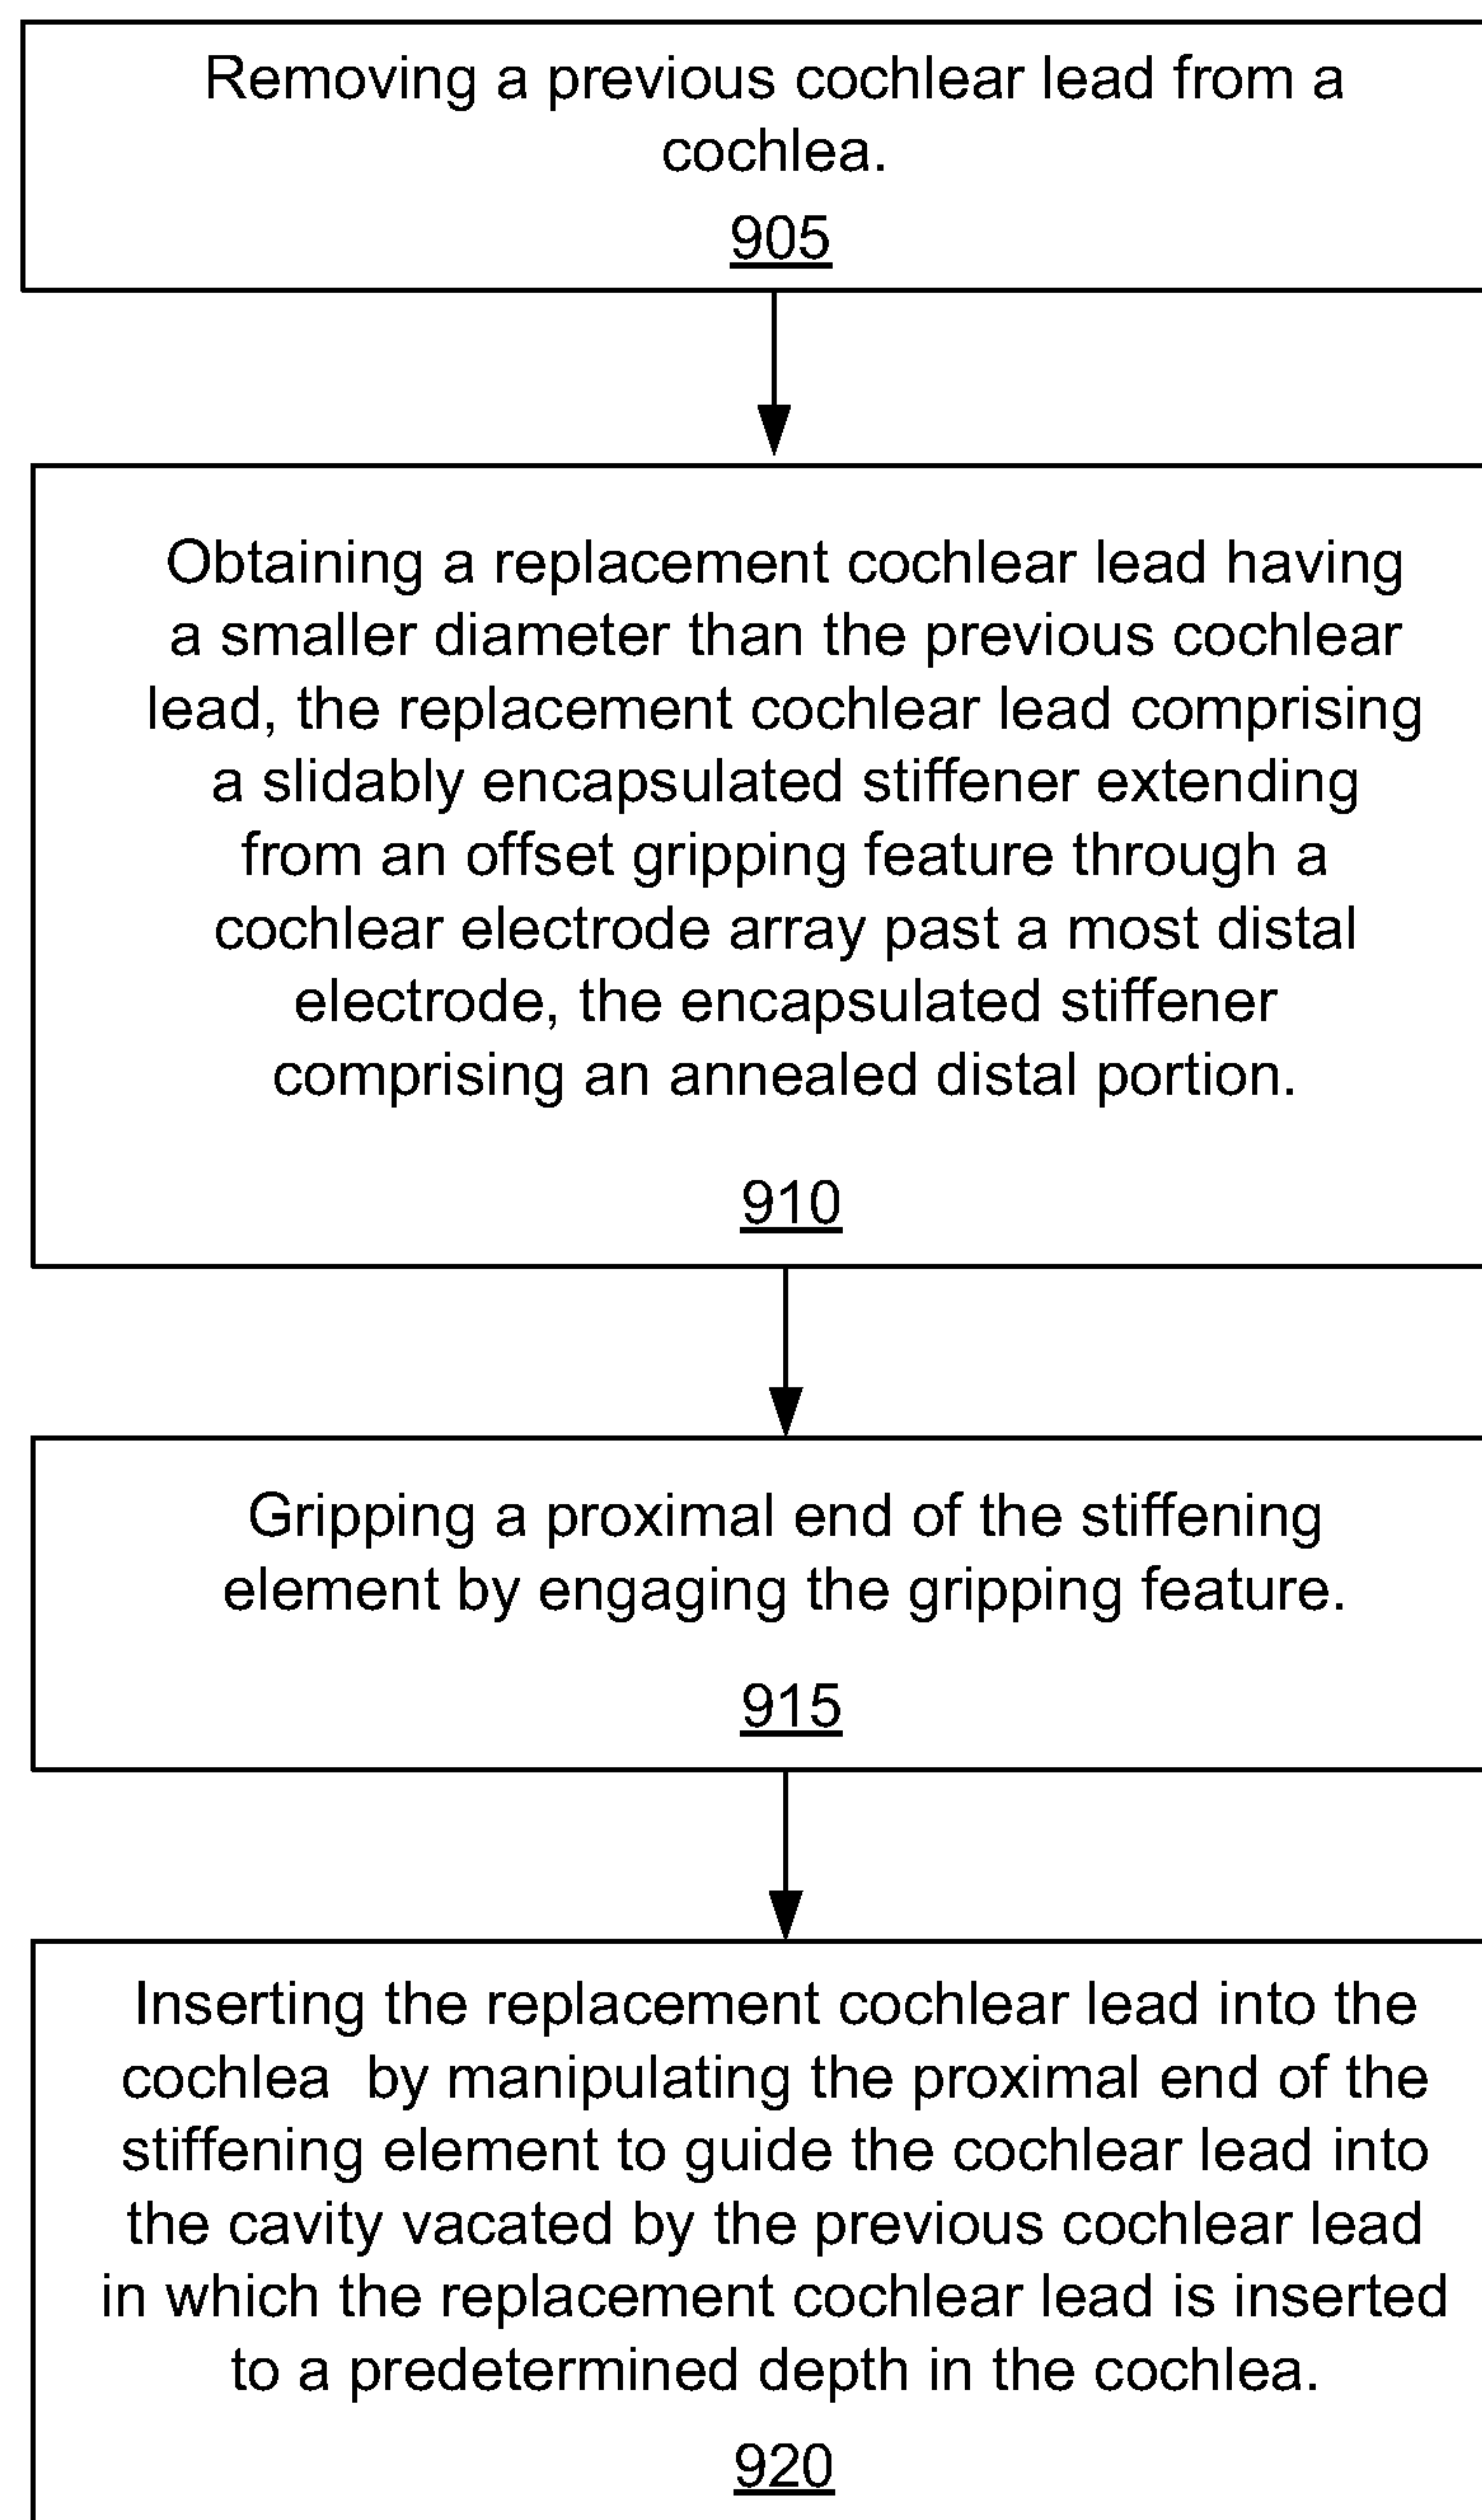 Removing a previous cochlear lead from a
cochlea.
905
Obtaining a replacement cochlear lead having
a smaller diameter than the previous cochlear
lead, the replacement cochlear lead comprising
a slidably encapsulated stiffener extending
from an offset gripping feature through a
cochlear electrode array past a most distal
electrode, the encapsulated stiffener
comprising an annealed distal portion.
910
Gripping a proximal end of the stiffening
element by engaging the gripping feature.
915
Inserting the replacement cochlear lead into the
cochlea  by manipulating the proximal end of the
stiffening element to guide the cochlear lead into
the cavity vacated by the previous cochlear lead
in which the replacement cochlear lead is inserted
to a predetermined depth in the cochlea.
920